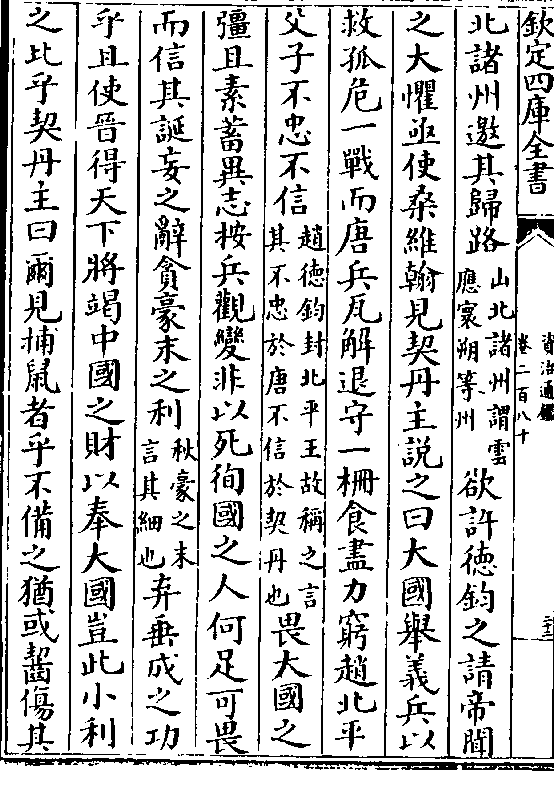 欽定四庫全書
資治通鑑
卷二百八十
北諸州邀其歸路山北諸州謂雲應寰朔等州欲許德鈞之請帝聞
之大懼亟使桑維翰見契丹主說之曰大國舉義兵以
救孤危一戰而唐兵瓦解退守一柵食盡力窮趙北平
父子不忠不信趙德鈞封北平王故稱之言其不忠於唐不信於契丹也畏大國之
彊且素蓄異志按兵觀變非以死徇國之人何足可畏
而信其誕妄之辭貪豪末之利秋豪之末言其細也弃垂成之功
乎且使晉得天下將竭中國之財以奉大國豈此小利
之比乎契丹主曰爾見捕鼠者乎不備之猶或齧傷其